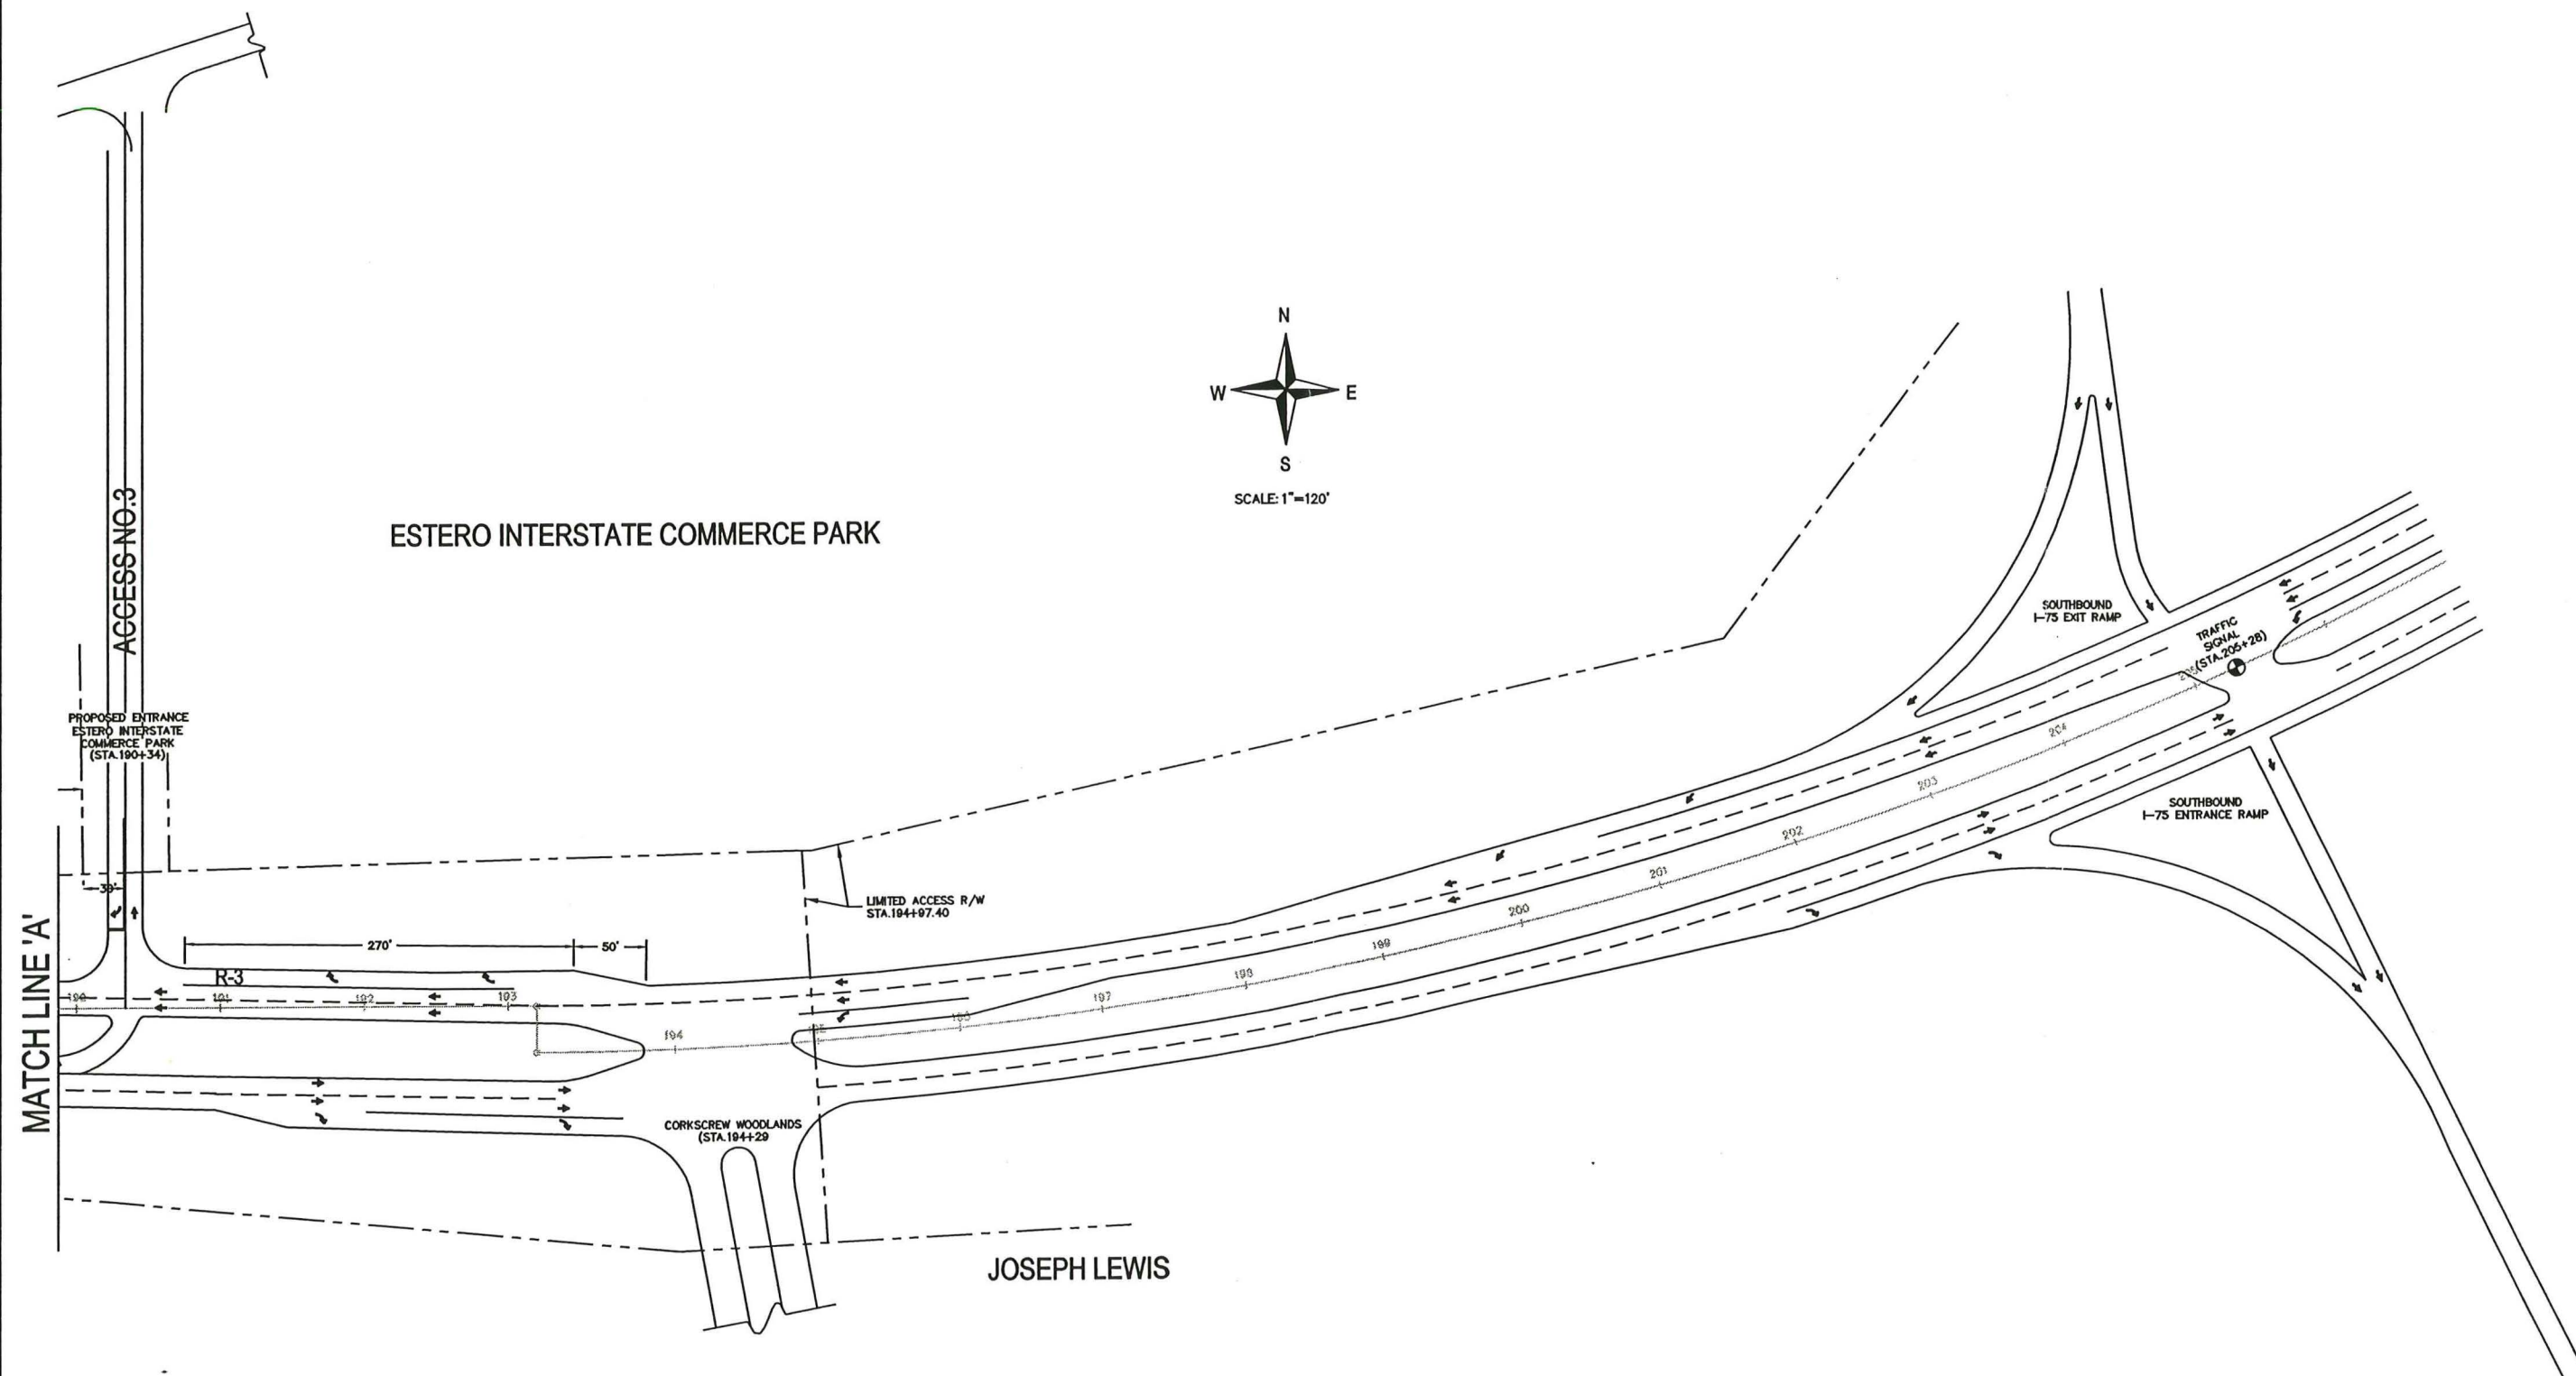 N
W E
S
SCALE: 1"=120'
ACCESS NO.3
ESTERO INTERSTATE COMMERCE PARK
SOUTHBOUND
I-75 EXIT RAMP
TRAFFIC
SIGNAL
(STA.205+28)
205
PROPOSED ENTRANCE
ESTERO INTERSTATE
COMMERCE PARK
(STA.190+34)
204
203
SOUTHBOUND
I-75 ENTRANCE RAMP
202
201
200
199
198
197
LIMITED ACCESS R/W
STA.194+97.40
270'
50'
R-3
190
191
192
193
194
MATCH LINE 'A'
CORKSCREW WOODLANDS
(STA.194+29
JOSEPH LEWIS